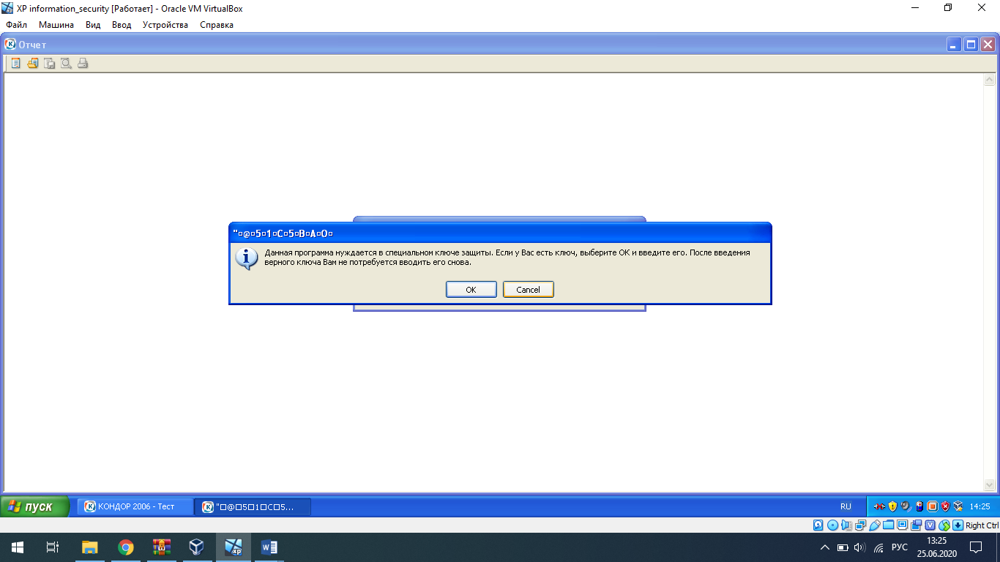 XP information_security [Работает] - Oracle VM VirtualBox
Файл Машина Вид Ввод Устройства Справка
Отчет
"¤@¤5¤1¤C¤5¤B¤A¤O¤
Данная программа нуждается в специальном ключе защиты. Если у Вас есть ключ, выберите ОК и введите его. После введения
верного ключа Вам не потребуется вводить его снова.
OK Cancel
пуск КОНДОР 2006 - Тест "□@□5□1□C□5... RU 14:25
Right Ctrl
РУС 13:25
25.06.2020